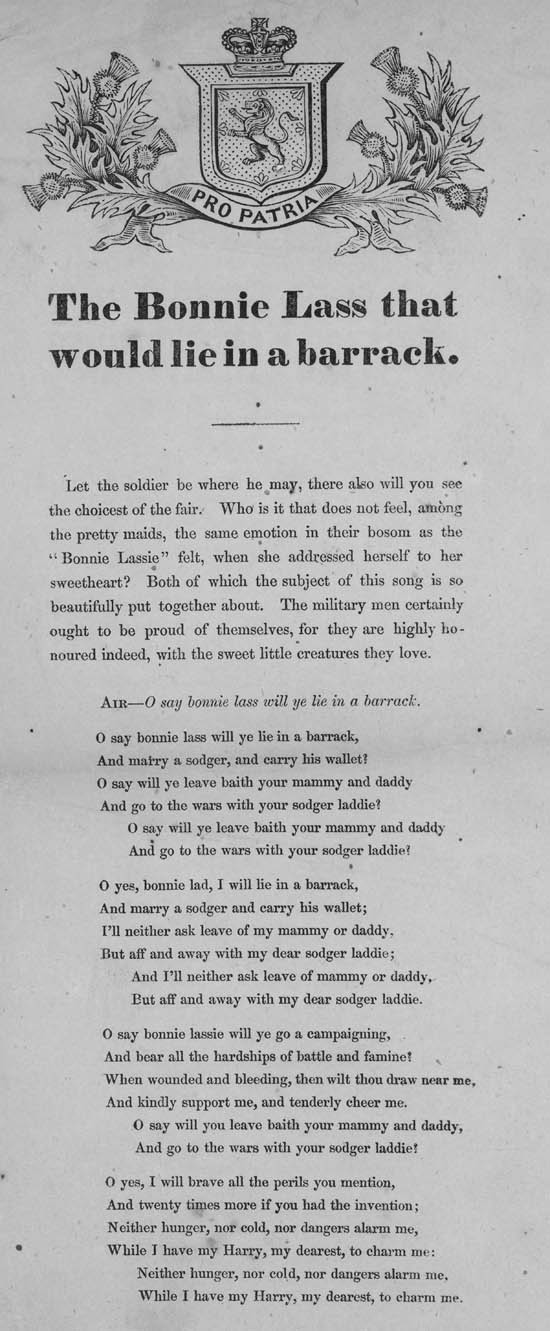 PRO PATRIA
The Bonnie Lass that
would lie in a barrack.
Let the soldier be where he may, there also will you see
the choicest of the fair. Who is it that does not feel, among
the pretty maids, the same emotion in their bosom as the
"Bonnie Lassie" felt, when she addressed herself to her
sweetheart? Both of which the subject of this song is so
beautifully put together about. The military men certainly
ought to be proud of themselves, for they are highly ho-
noured indeed, with the sweet little creatures they love.
AIR—O say bonnie lass will ye lie in a barrack.
O say bonnie lass will ye lie in a barrack,
And marry a sodger, and carry his wallet?
O say will ye leave baith your mammy and daddy
And go to the wars with your sodger laddie?
O say will ye leave baith your mammy and daddy
And go to the wars with your sodger laddie?
O yes, bonnie lad, I will lie in a barrack,
And marry a sodger and carry his wallet;
I'll neither ask leave of my mammy or daddy,
But aff and away with my dear sodger laddie;
And I'll neither ask leave of mammy or daddy,
But aff and away with my dear sodger laddie.
O say bonnie lassie will ye go a campaigning,
And bear all the hardships of battle and famine?
When wounded and bleeding, then wilt thou draw near me,
And kindly support me, and tenderly cheer me.
O say will you leave baith your mammy and daddy,
And go to the wars with your sodger laddie?
O yes, I will brave all the perils you mention,
And twenty times more if you had the invention;
Neither hunger, nor cold, nor dangers alarm me,
While I have my Harry, my dearest, to charm me:
Neither hunger, nor cold, nor dangers alarm me,
While I have my Harry, my dearest, to charm me.